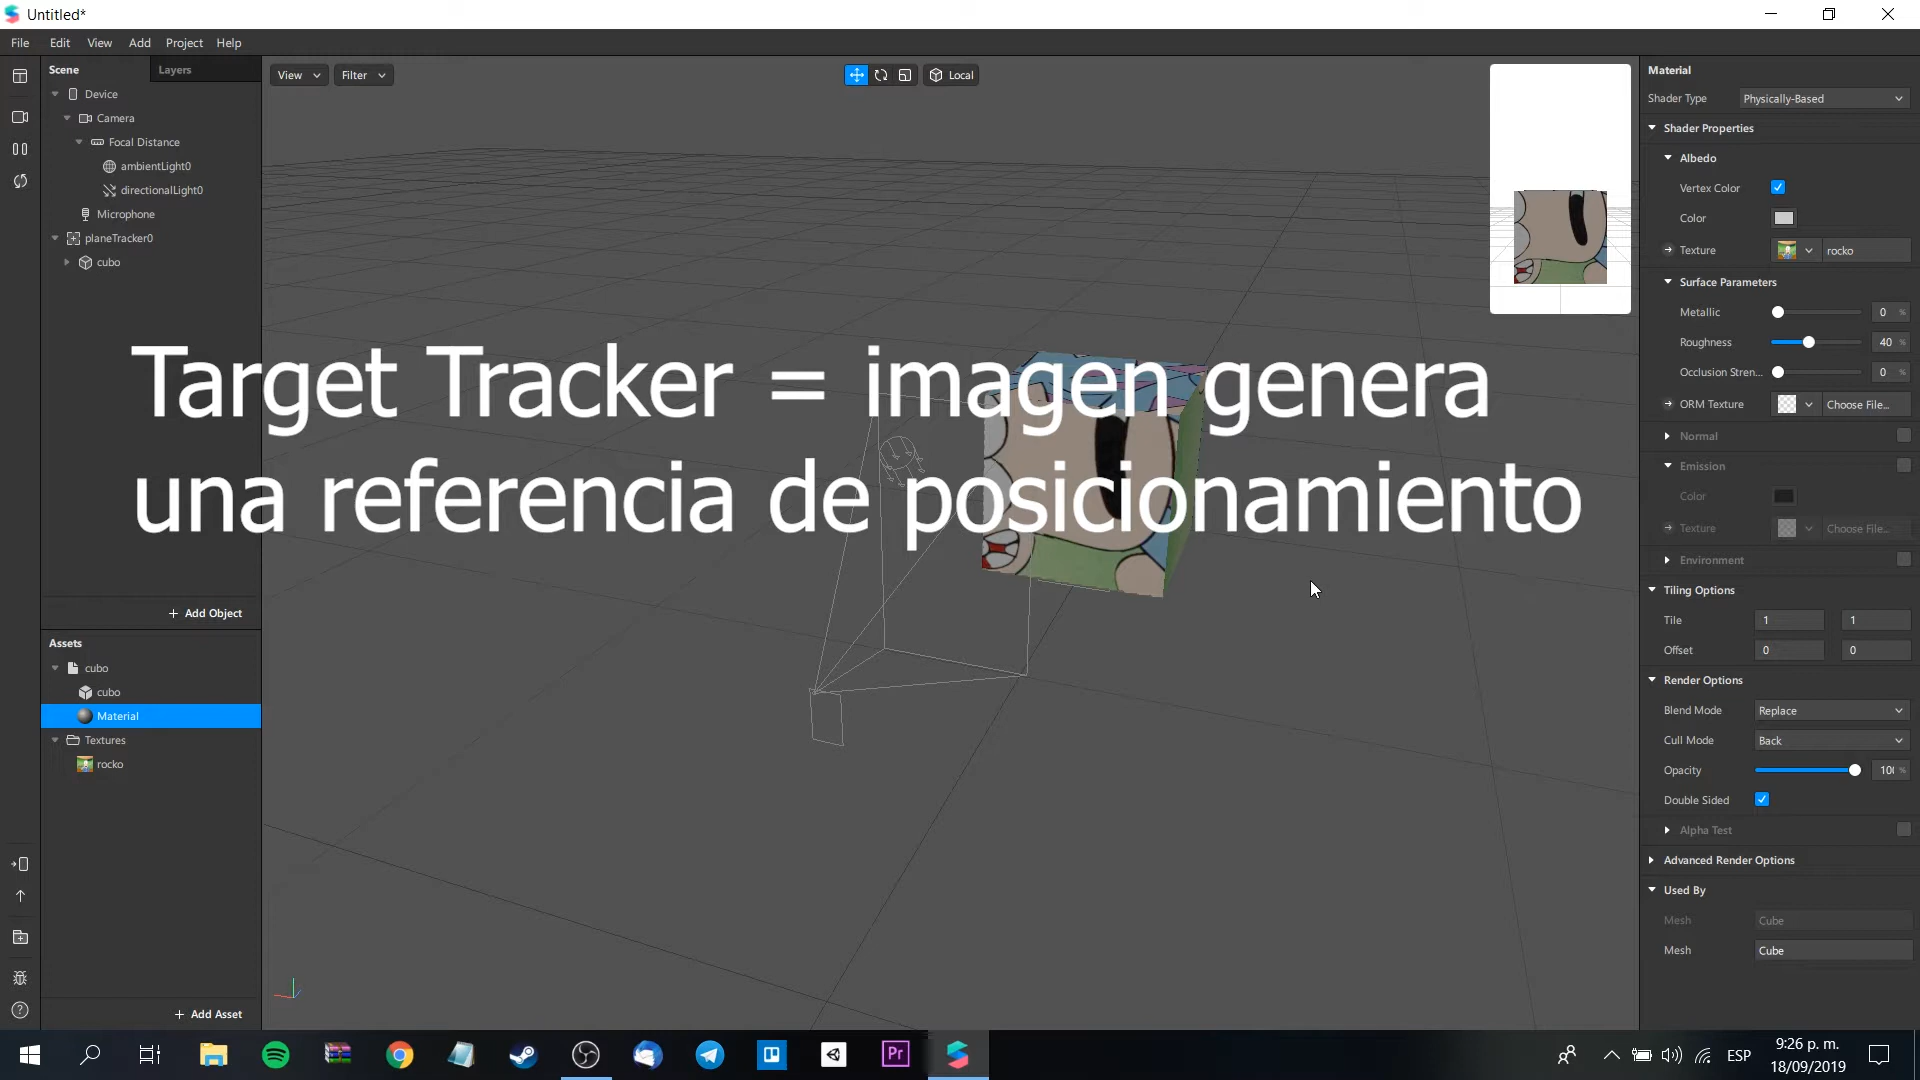 Untitled*
File Edit View Add Project Help
Scene Layers
Device
Camera
Focal Distance
ambientLight0
directionalLight0
Microphone
planeTracker0
cubo
+ Add Object
Assets
cubo
cubo
Material
Textures
rocko
+ Add Asset
View Filter Local
Target Tracker = imagen genera
una referencia de posicionamiento
Material
Shader Type Physically-Based
Shader Properties
Albedo
Vertex Color
Color
Texture rocko
Surface Parameters
Metallic 0 %
Roughness 40 %
Occlusion Stren... 0 %
ORM Texture Choose File...
Normal
Emission
Color
Texture Choose File...
Environment
Tiling Options
Tile 1 1
Offset 0 0
Render Options
Blend Mode Replace
Cull Mode Back
Opacity %
Double Sided
Alpha Test
Advanced Render Options
Used By
Mesh Cube
Mesh Cube
Pr
ESP
9:26 p. m.
18/09/2019